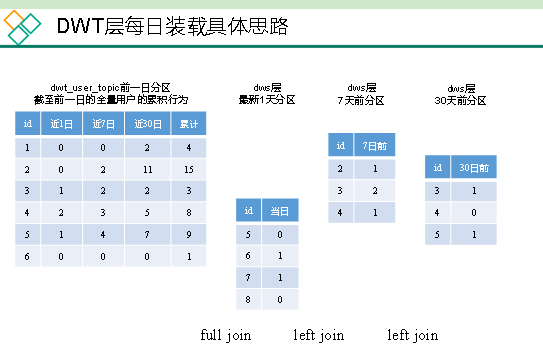 DWT层每日装载具体思路
dwt_user_topic前一日分区
截至前一日的全量用户的累积行为
id 近1日 近7日 近30日 累计
1 0 0 2 4
2 0 2 11 15
3 1 2 2 3
4 2 3 5 8
5 1 4 7 9
6 0 0 0 1
dws层
最新1天分区
id 当日
5 0
6 1
7 1
8 0
dws层
7天前分区
id 7日前
2 1
3 2
4 1
dws层
30天前分区
id 30日前
3 1
4 0
5 1
full join left join left join